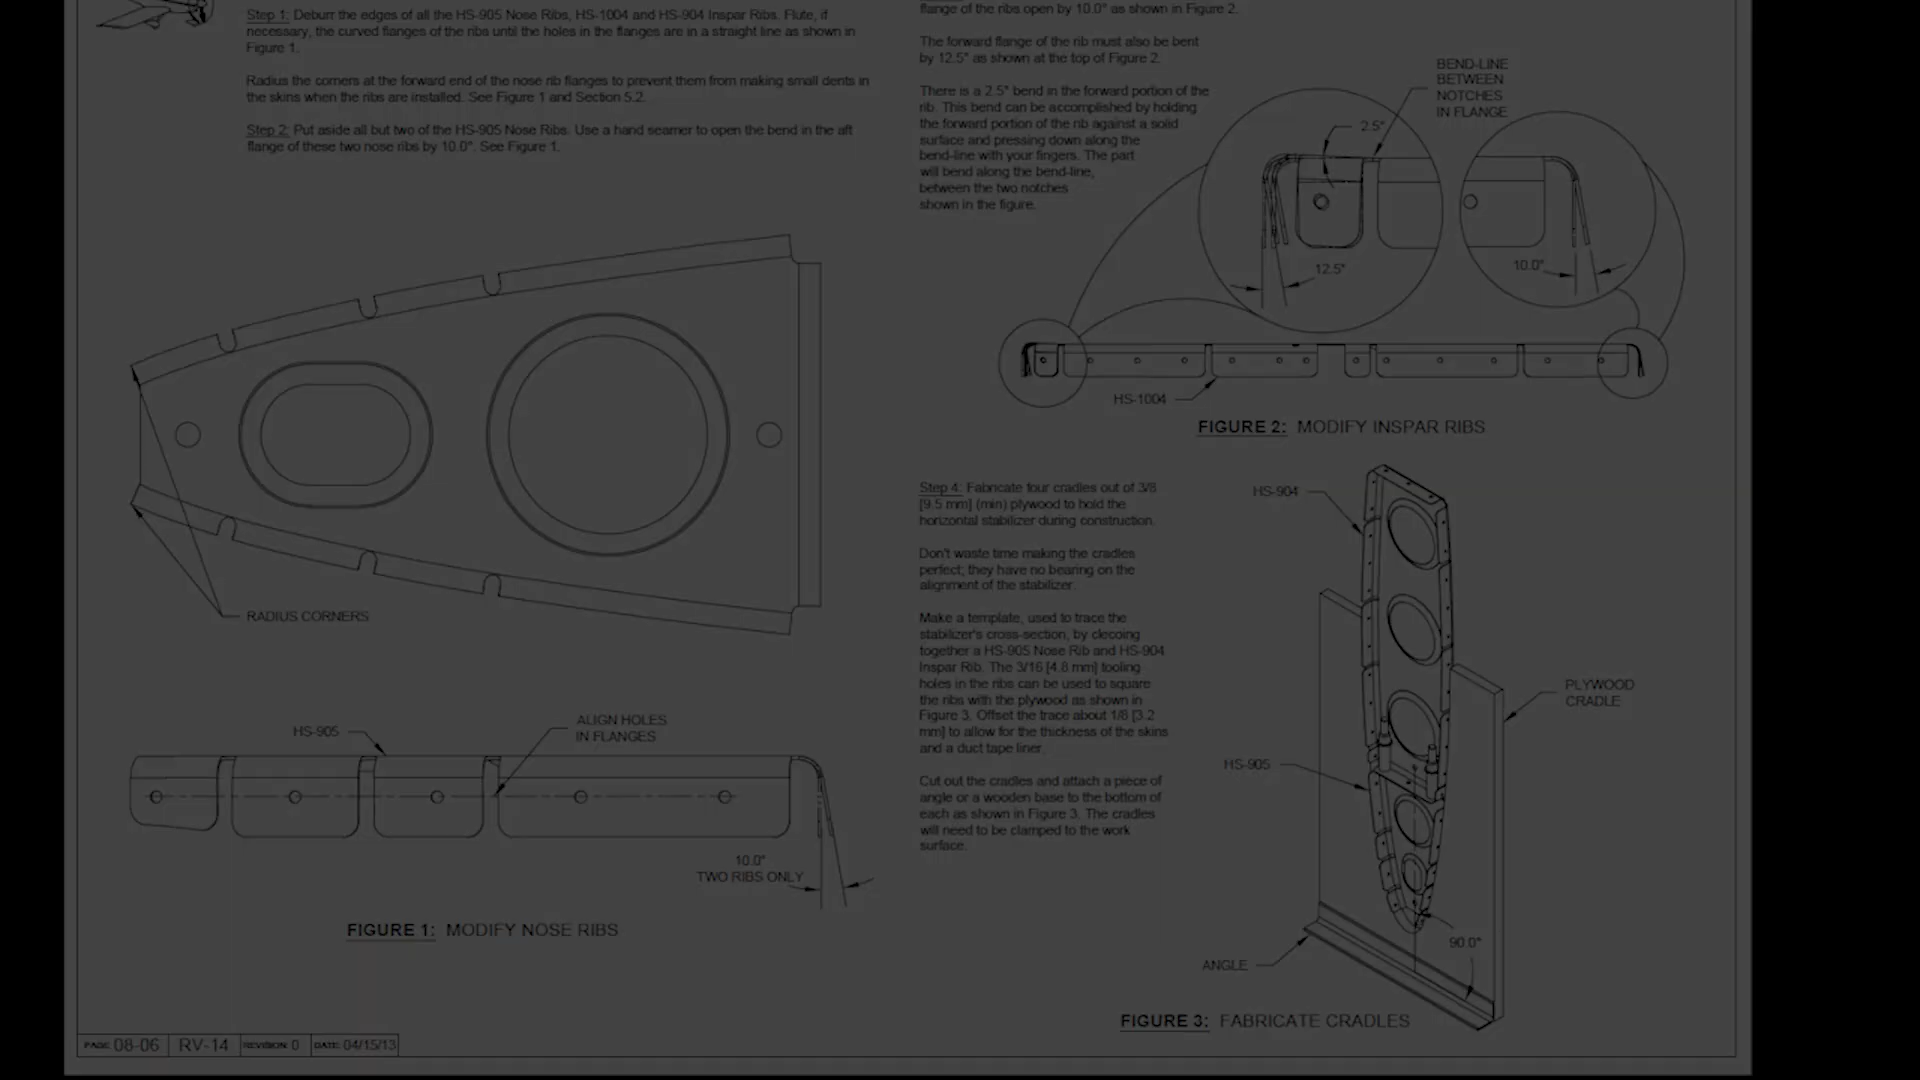 Step 1: Deburr the edges of all the HS-905 Nose Ribs, HS-1004 and HS-904 Inspar Ribs. Flute, if
necessary, the curved flanges of the ribs until the holes in the flanges are in a straight line as shown in
Figure 1.
Radius the corners at the forward end of the nose rib flanges to prevent them from making small dents in
the skins when the ribs are installed. See Figure 1 and Section 5.2.
Step 2: Put aside all but two of the HS-905 Nose Ribs. Use a hand seamer to open the bend in the aft
flange of these two nose ribs by 10.0°. See Figure 1.
RADIUS CORNERS
HS-905
ALIGN HOLES
IN FLANGES
10.0°
TWO RIBS ONLY
FIGURE 1: MODIFY NOSE RIBS
flange of the ribs open by 10.0° as shown in Figure 2.
The forward flange of the rib must also be bent
by 12.5° as shown at the top of Figure 2.
There is a 2.5° bend in the forward portion of the
rib. This bend can be accomplished by holding
the forward portion of the rib against a solid
surface and pressing down along the
bend-line with your fingers. The part
will bend along the bend-line,
between the two notches
shown in the figure.
BEND-LINE
BETWEEN
NOTCHES
IN FLANGE
2.5°
12.5°
10.0°
HS-1004
FIGURE 2: MODIFY INSPAR RIBS
Step 4: Fabricate four cradles out of 3/8
[9.5 mm] (min) plywood to hold the
horizontal stabilizer during construction.
Don't waste time making the cradles
perfect; they have no bearing on the
alignment of the stabilizer.
Make a template, used to trace the
stabilizer's cross-section, by clecoing
together a HS-905 Nose Rib and HS-904
Inspar Rib. The 3/16 [4.8 mm] tooling
holes in the ribs can be used to square
the ribs with the plywood as shown in
Figure 3. Offset the trace about 1/8 [3.2
mm] to allow for the thickness of the skins
and a duct tape liner.
Cut out the cradles and attach a piece of
angle or a wooden base to the bottom of
each as shown in Figure 3. The cradles
will need to be clamped to the work
surface.
HS-904
PLYWOOD
CRADLE
HS-905
90.0°
ANGLE
FIGURE 3: FABRICATE CRADLES
PAGE: 08-06 RV-14 REVISION: 0 DATE: 04/15/13